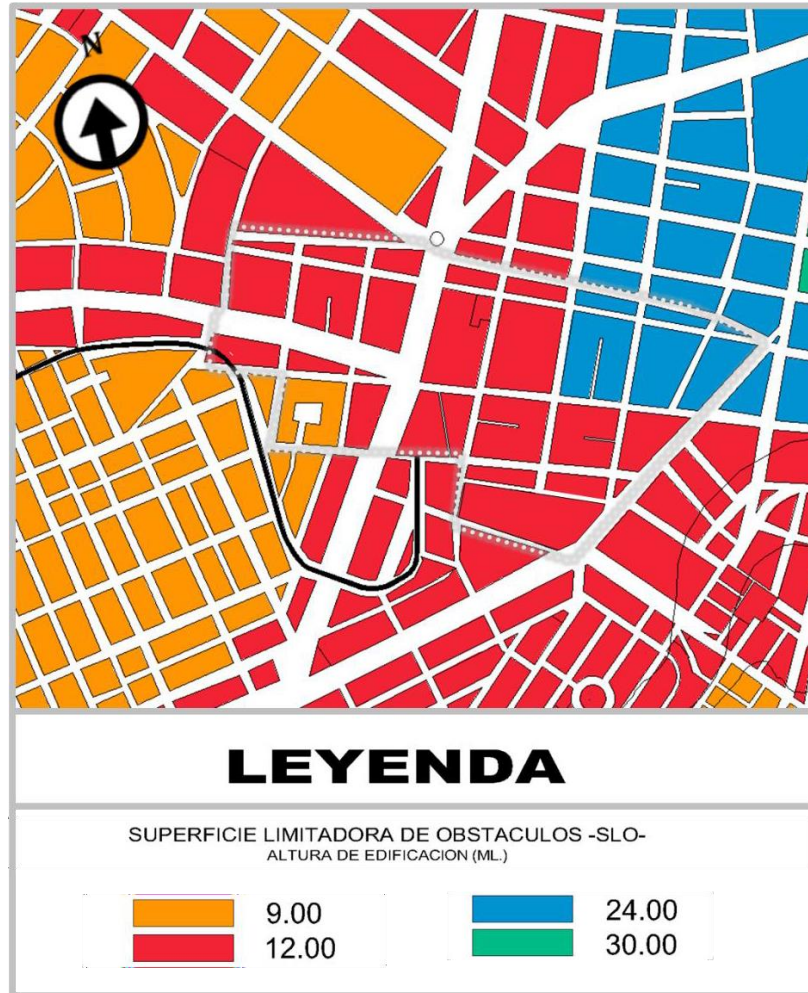 N
LEYENDA
SUPERFICIE LIMITADORA DE OBSTACULOS -SLO-
ALTURA DE EDIFICACION (ML.)
9.00
24.00
12.00
30.00